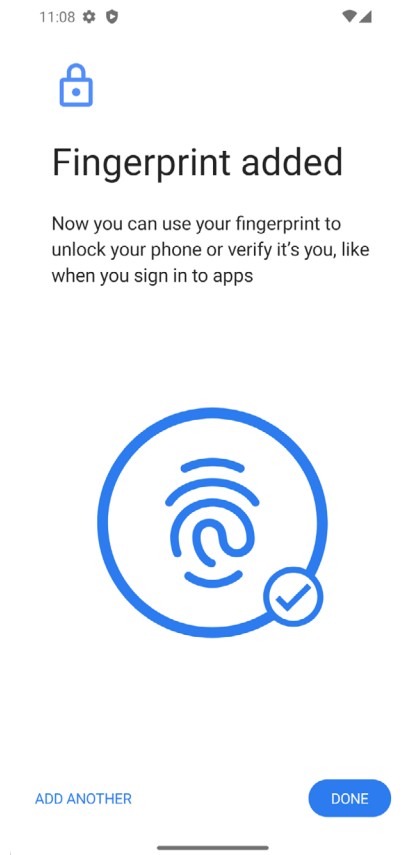 11:08
Fingerprint added
Now you can use your fingerprint to
unlock your phone or verify it’s you, like
when you sign in to apps
ADD ANOTHER
DONE